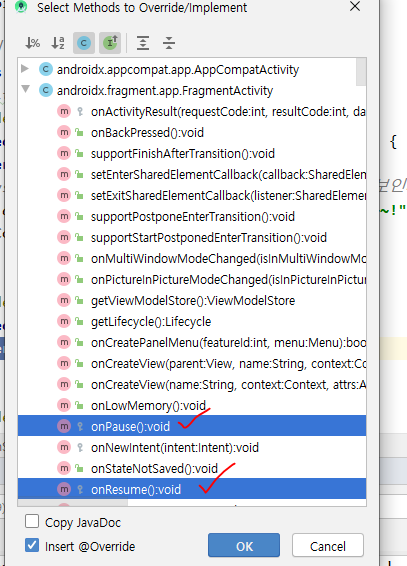 Select Methods to Override/Implement
androidx.appcompat.app.AppCompatActivity
androidx.fragment.app.FragmentActivity
onActivityResult(requestCode:int, resultCode:int, da
onBackPressed():void
supportFinishAfterTransition():void
setEnterSharedElementCallback(callback:SharedElemen
setExitSharedElementCallback(listener:SharedElemen
supportPostponeEnterTransition():void
supportStartPostponedEnterTransition():void
onMultiWindowModeChanged(isInMultiWindowMo
onPictureInPictureModeChanged(isInPictureInPictur
getViewModelStore():ViewModelStore
getLifecycle():Lifecycle
onCreatePanelMenu(featureId:int, menu:Menu):boo
onCreateView(parent:View, name:String, context:Co
onCreateView(name:String, context:Context, attrs:A
onLowMemory():void
onPause():void
onNewIntent(intent:Intent):void
onStateNotSaved():void
onResume():void
Copy JavaDoc
Insert @Override
OK
Cancel
{
보인
~!"